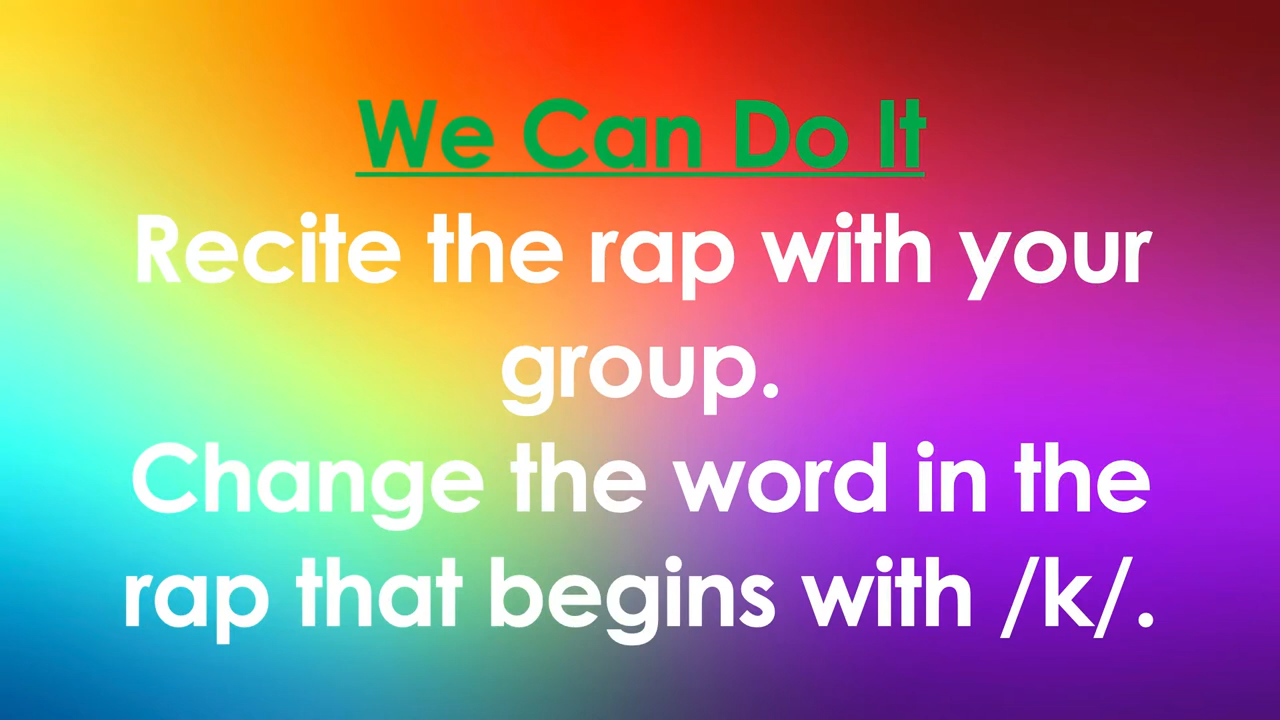 We Can Do It
Recite the rap with your
group.
Change the word in the
rap that begins with /k/.